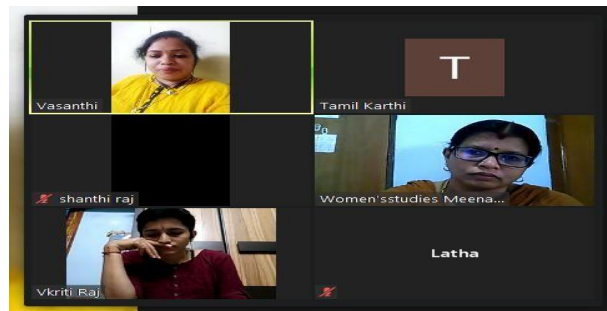 Vasanthi
T
Tamil Karthi
shanthi raj
Women'sstudies Meena...
Vkriti Raj
Latha